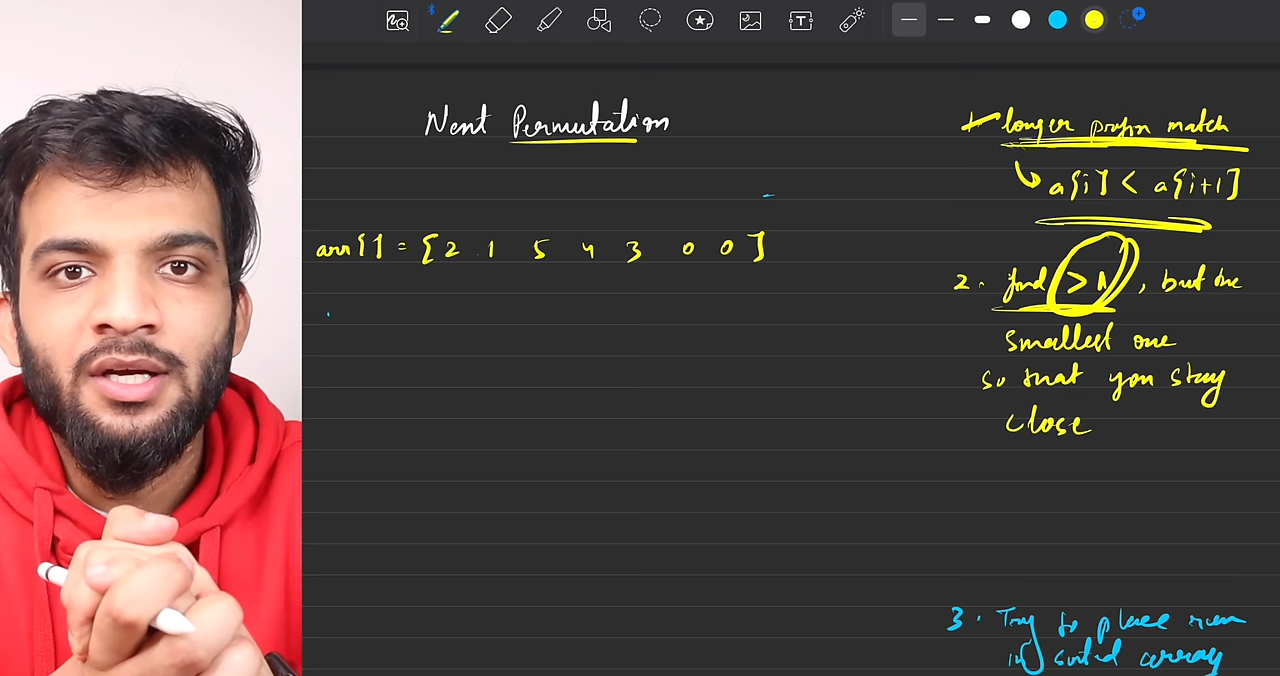 Next Permutation
arr[] = [2 1 5 4 3 0 0]
longer prefix match
a[i] < a[i+1]
2. find > 1, but the
smallest one
so that you stay
close
3. Try to place rem
in sorted array
T